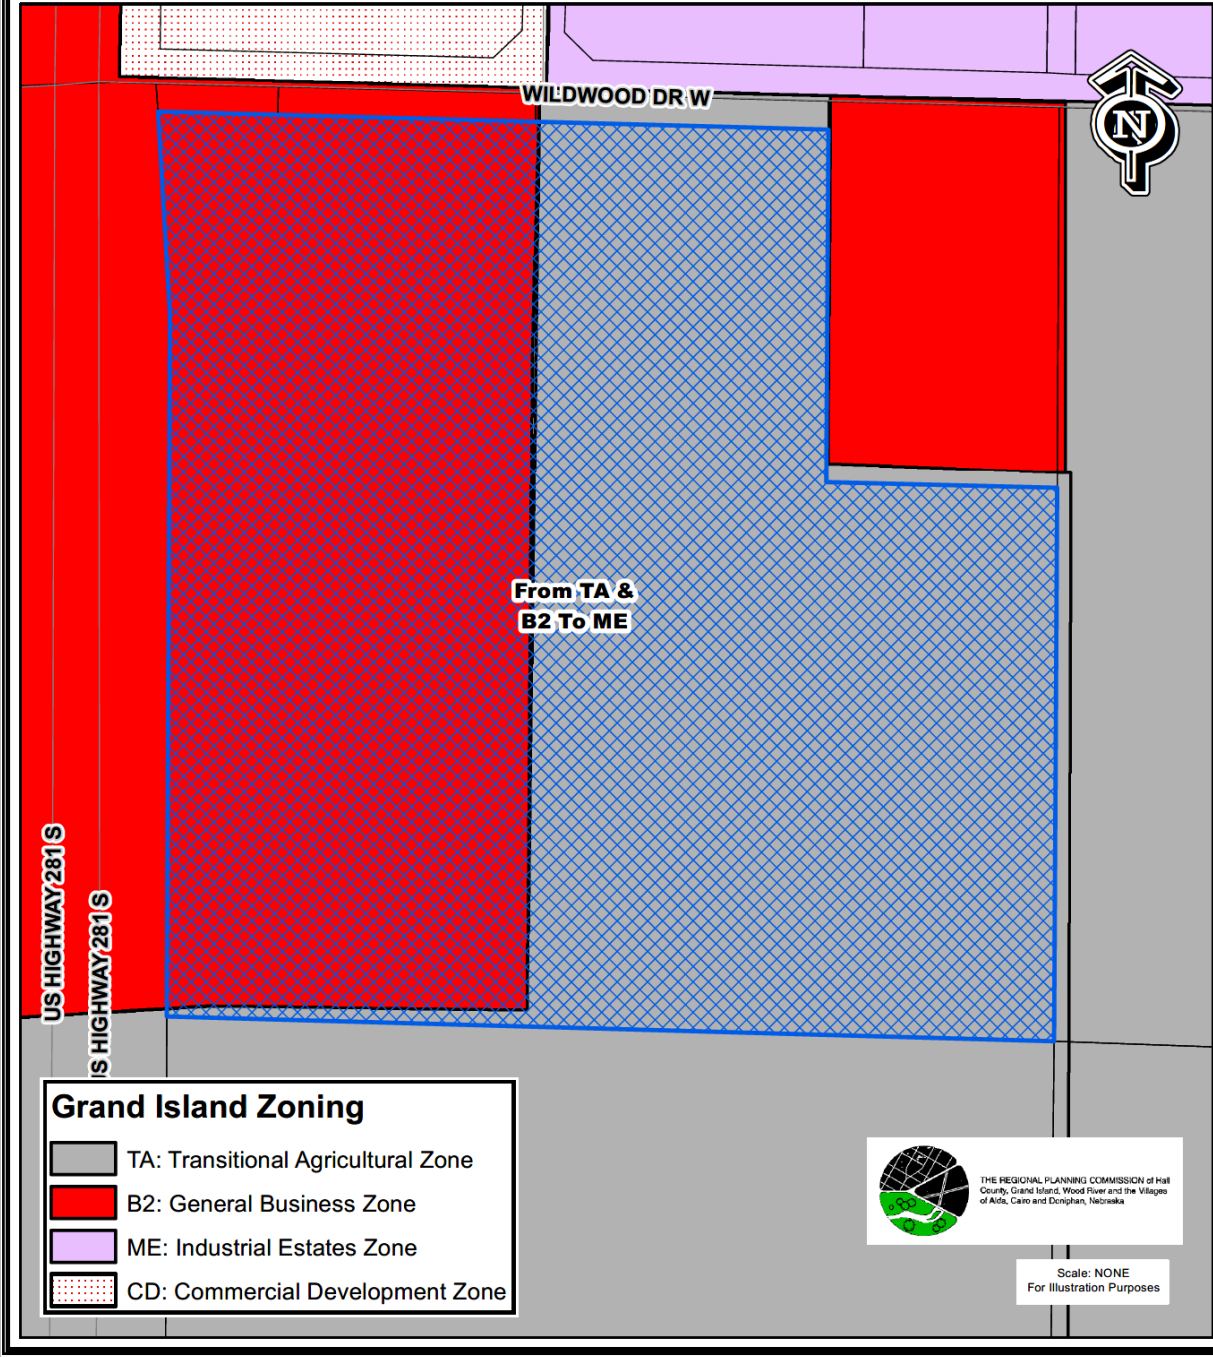 WILDWOOD DR W
N
From TA &
B2 To ME
US HIGHWAY 281 S
US HIGHWAY 281 S
Grand Island Zoning
TA: Transitional Agricultural Zone
B2: General Business Zone
ME: Industrial Estates Zone
CD: Commercial Development Zone
THE REGIONAL PLANNING COMMISSION of Hall
County, Grand Island, Wood River and the Villages
of Alda, Cairo and Doniphan, Nebraska
Scale: NONE
For Illustration Purposes